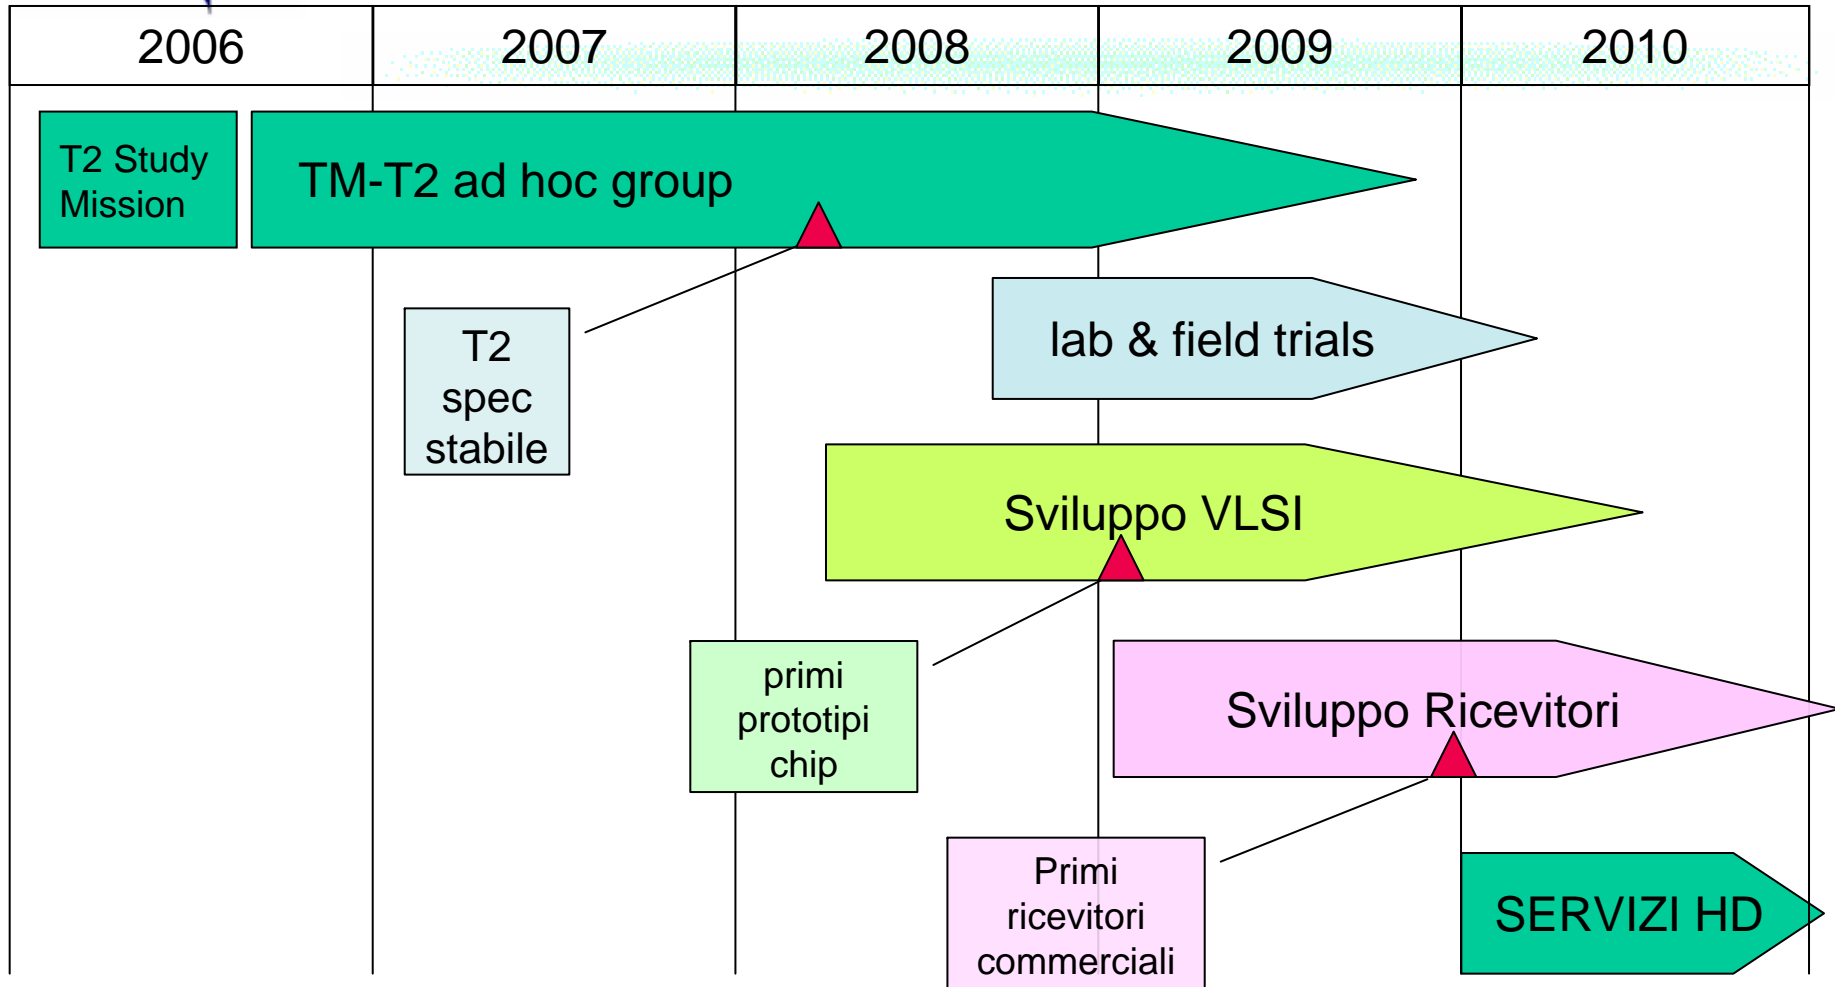 2006 2007 2008 2009 2010
T2 Study
Mission
TM-T2 ad hoc group
T2
spec
stabile
lab & field trials
Sviluppo VLSI
primi
prototipi
chip
Sviluppo Ricevitori
Primi
ricevitori
commerciali
SERVIZI HD